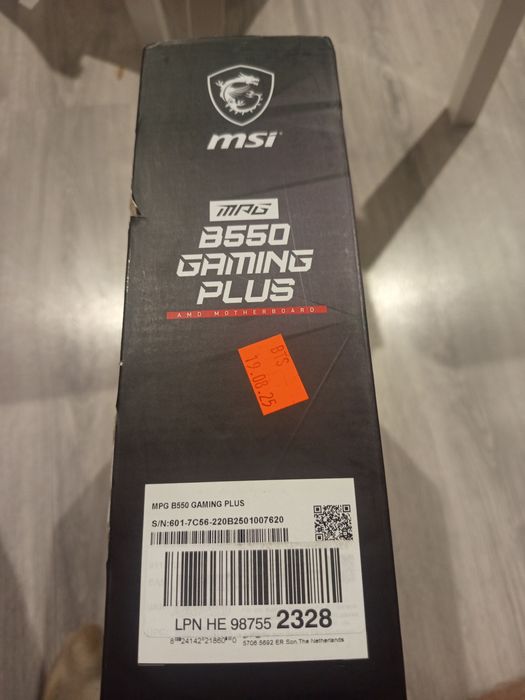 msi
MPG
B550
GAMING
PLUS
AMD MOTHERBOARD
BTS
19.08.25
MPG B550 GAMING PLUS
S/N:601-7C56-220B2501007620
LPN HE 98755 2328
5706 5692 ER Son The Netherlands